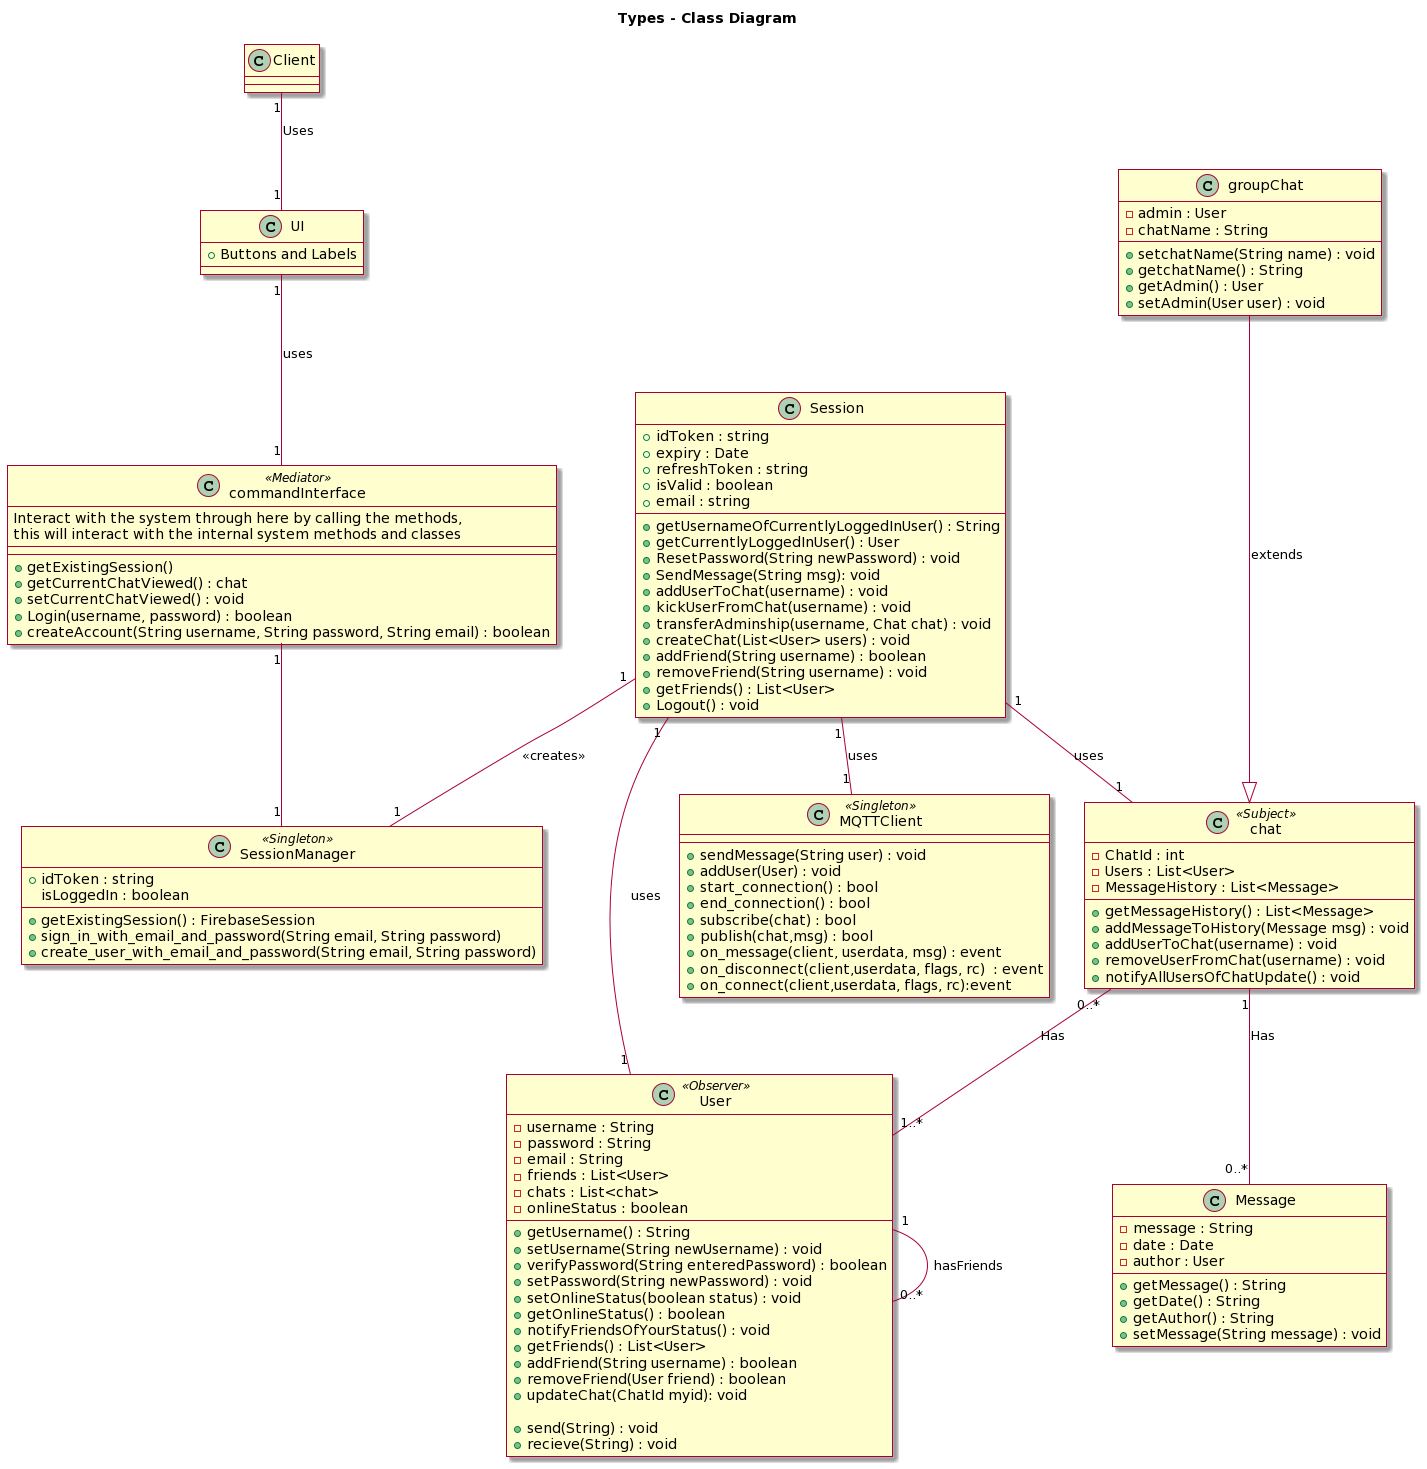 Types - Class Diagram
C Client
1
Uses
1
C UI
Buttons and Labels
1
uses
1
«Mediator»
C commandInterface
Interact with the system through here by calling the methods,
this will interact with the internal system methods and classes
getExistingSession()
getCurrentChatViewed() : chat
setCurrentChatViewed() : void
Login(username, password) : boolean
createAccount(String username, String password, String email) : boolean
1
1
C groupChat
admin : User
chatName : String
setchatName(String name) : void
getchatName() : String
getAdmin() : User
setAdmin(User user) : void
extends
C Session
idToken : string
expiry : Date
refreshToken : string
isValid : boolean
email : string
getUsernameOfCurrentlyLoggedInUser() : String
getCurrentlyLoggedInUser() : User
ResetPassword(String newPassword) : void
SendMessage(String msg): void
addUserToChat(username) : void
kickUserFromChat(username) : void
transferAdminship(username, Chat chat) : void
createChat(List<User> users) : void
addFriend(String username) : boolean
removeFriend(String username) : void
getFriends() : List<User>
Logout() : void
1
«creates»
1
1
uses
1
1
uses
1
1
uses
1
«Singleton»
C SessionManager
idToken : string
isLoggedIn : boolean
getExistingSession() : FirebaseSession
sign_in_with_email_and_password(String email, String password)
create_user_with_email_and_password(String email, String password)
«Singleton»
C MQTTClient
sendMessage(String user) : void
addUser(User) : void
start_connection() : bool
end_connection() : bool
subscribe(chat) : bool
publish(chat,msg) : bool
on_message(client, userdata, msg) : event
on_disconnect(client,userdata, flags, rc)  : event
on_connect(client,userdata, flags, rc):event
«Subject»
C chat
ChatId : int
Users : List<User>
MessageHistory : List<Message>
getMessageHistory() : List<Message>
addMessageToHistory(Message msg) : void
addUserToChat(username) : void
removeUserFromChat(username) : void
notifyAllUsersOfChatUpdate() : void
0..*
Has
1..*
1
Has
0..*
«Observer»
C User
username : String
password : String
email : String
friends : List<User>
chats : List<chat>
onlineStatus : boolean
getUsername() : String
setUsername(String newUsername) : void
verifyPassword(String enteredPassword) : boolean
setPassword(String newPassword) : void
setOnlineStatus(boolean status) : void
getOnlineStatus() : boolean
notifyFriendsOfYourStatus() : void
getFriends() : List<User>
addFriend(String username) : boolean
removeFriend(User friend) : boolean
updateChat(ChatId myid): void
send(String) : void
recieve(String) : void
1
hasFriends
0..*
C Message
message : String
date : Date
author : User
getMessage() : String
getDate() : String
getAuthor() : String
setMessage(String message) : void